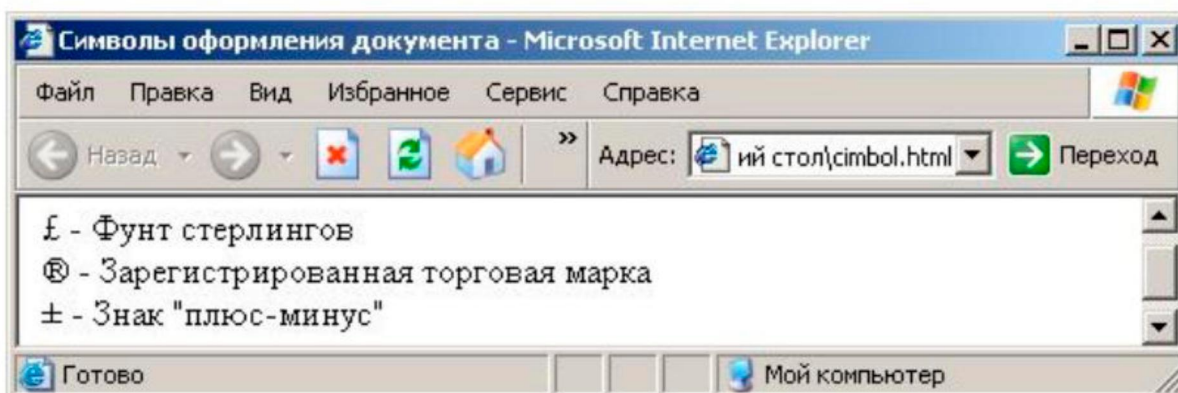 Символы оформления документа - Microsoft Internet Explorer
Файл Правка Вид Избранное Сервис Справка
Назад » Адрес: ий стол\cimbol.html Переход
£ - Фунт стерлингов
® - Зарегистрированная торговая марка
± - Знак "плюс-минус"
Готово Мой компьютер